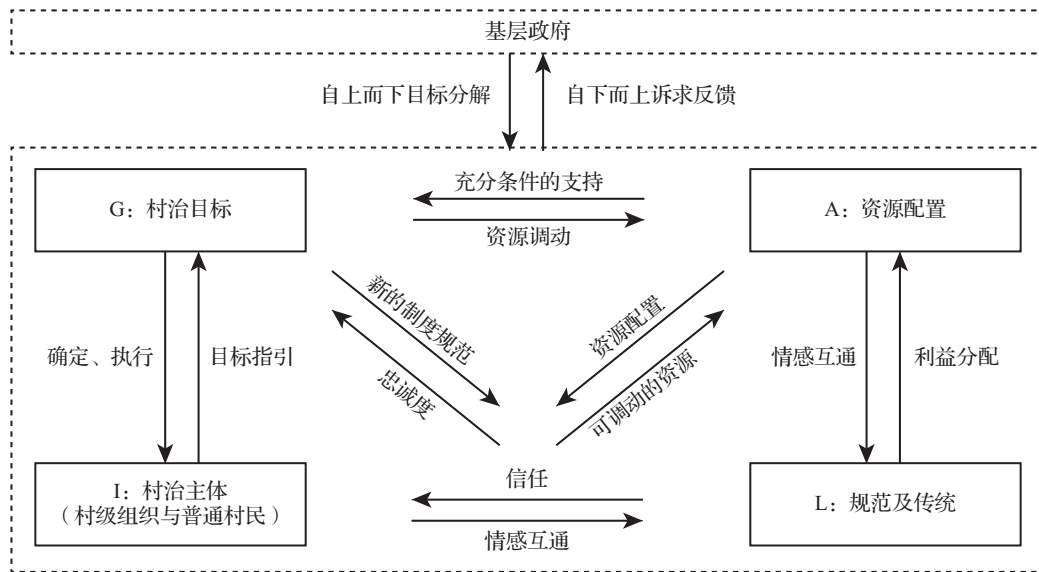 基层政府
自上而下目标分解
自下而上诉求反馈
G：村治目标
充分条件的支持
资源调动
A：资源配置
确定、执行
目标指引
新的制度规范
忠诚度
资源配置
可调动的资源
情感互通
利益分配
I：村治主体
（村级组织与普通村民）
信任
情感互通
L：规范及传统